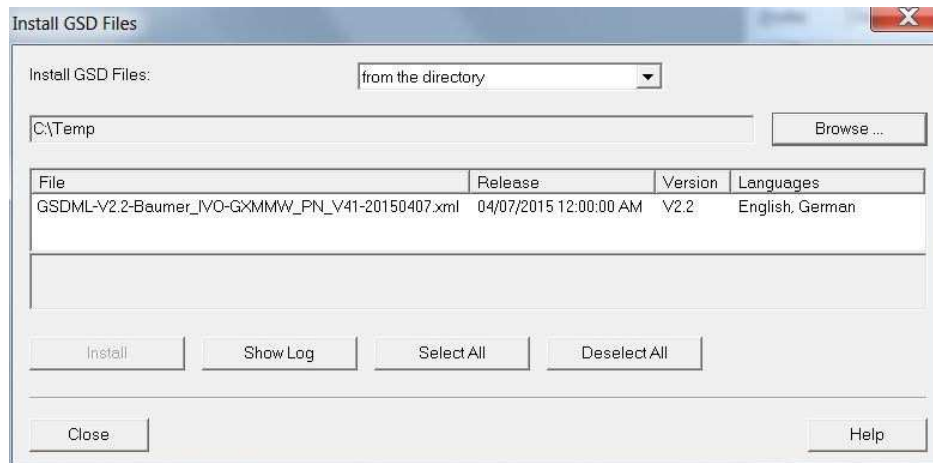 Install GSD Files
Install GSD Files: from the directory
C:\Temp Browse ...
File Release Version Languages
GSDML-V2.2-Baumer_IVO-GXMMW_PN_V41-20150407.xml 04/07/2015 12:00:00 AM V2.2 English, German
Install Show Log Select All Deselect All
Close Help